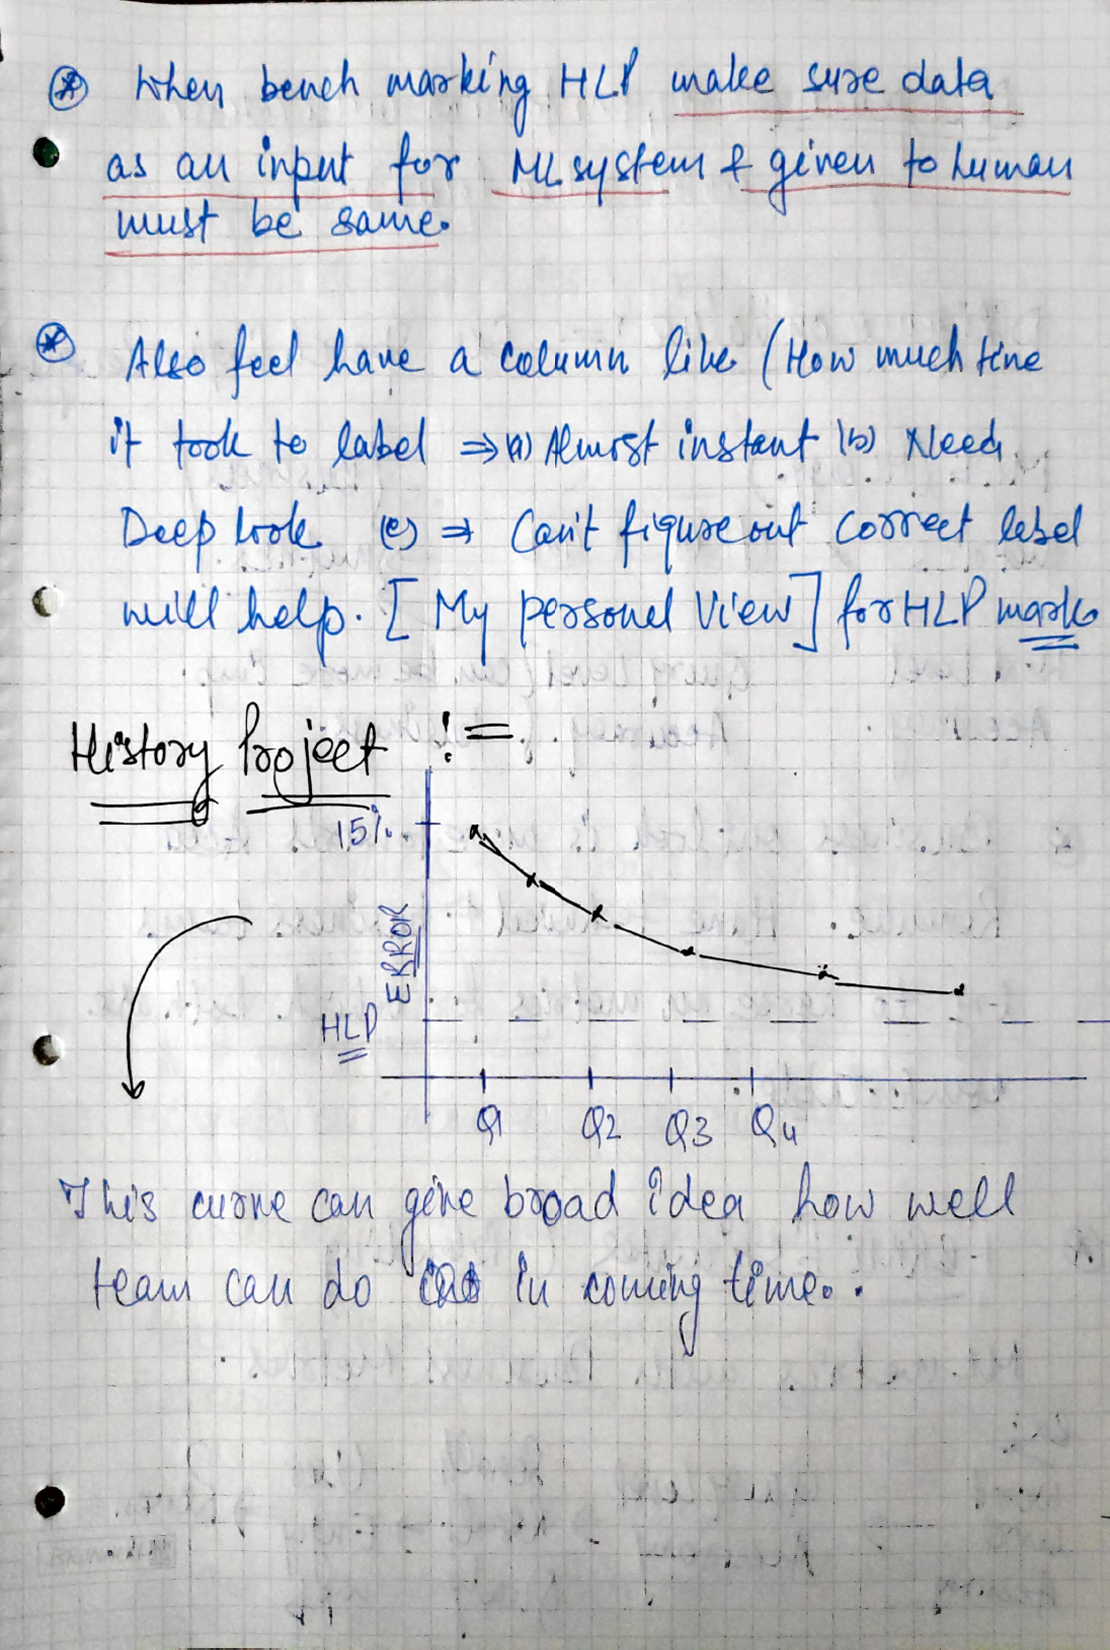 ⊛ When bench marking HLP make sure data
as an input for ML system & given to human
must be same.
⊛ Also feel have a column like (How much time
it took to label ⇒ (a) Almost instant (b) Need
Deep look (c) ⇒ Can't figure out correct label
will help. [My personal View] for HLP mark
History Project :=
15%
ERROR
HLP
Q1 Q2 Q3 Q4
This curve can give broad idea how well
team can do in coming time..